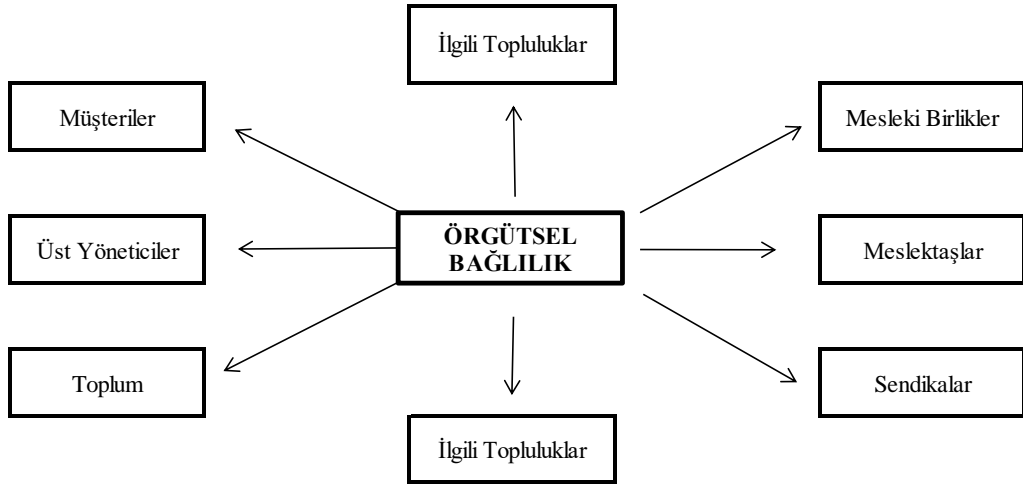 İlgili Topluluklar
Müşteriler
Mesleki Birlikler
Üst Yöneticiler
ÖRGÜTSEL
BAĞLILIK
Meslektaşlar
Toplum
Sendikalar
İlgili Topluluklar